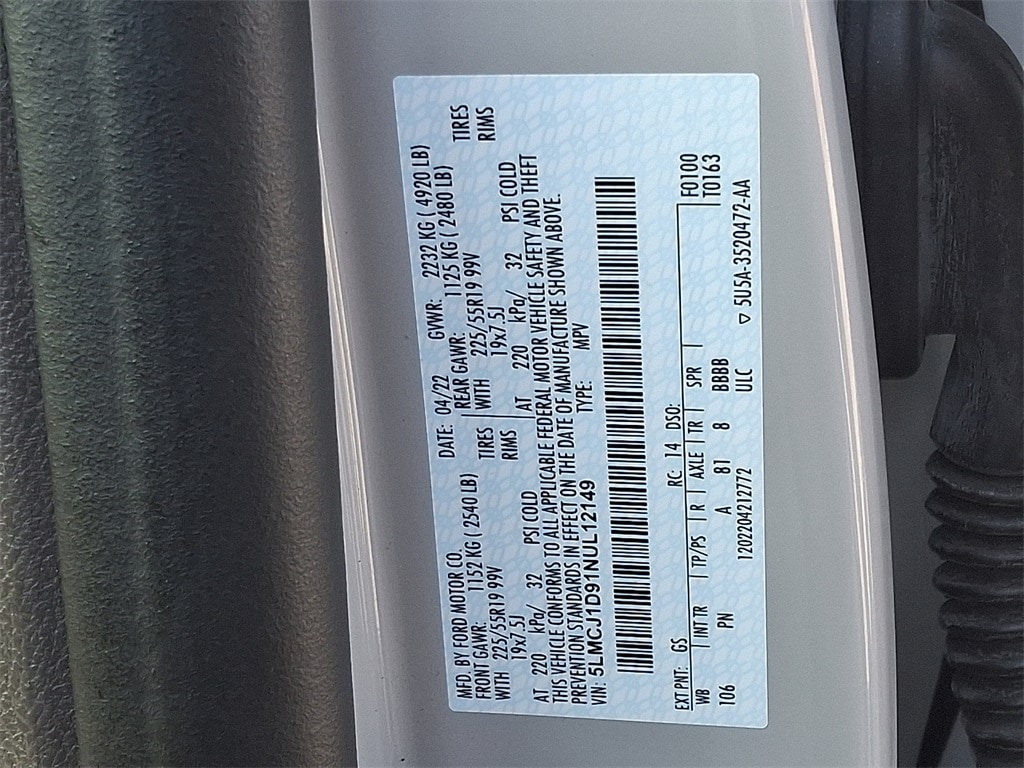 MFD. BY FORD MOTOR CO. DATE: 04/22 GVWR: 2232 KG ( 4920 LB)
FRONT GAWR: 1152 KG ( 2540 LB) REAR GAWR: 1125 KG ( 2480 LB)
WITH 225/55R19 99V TIRES WITH 225/55R19 99V TIRES
19x7.5J RIMS 19x7.5J RIMS
AT 220 kPa/ 32 PSI COLD AT 220 kPa/ 32 PSI COLD
THIS VEHICLE CONFORMS TO ALL APPLICABLE FEDERAL MOTOR VEHICLE SAFETY AND THEFT
PREVENTION STANDARDS IN EFFECT ON THE DATE OF MANUFACTURE SHOWN ABOVE.
VIN: 5LMCJ1D91NUL12149 TYPE: MPV
EXT PNT: GS RC: 14 DSO: F0100
WB INT TR TP/PS R AXLE TR SPR T0163
106 PN A 81 8 BBBB
120220421277​2 ULC ▽ 5U5A-3520472-AA